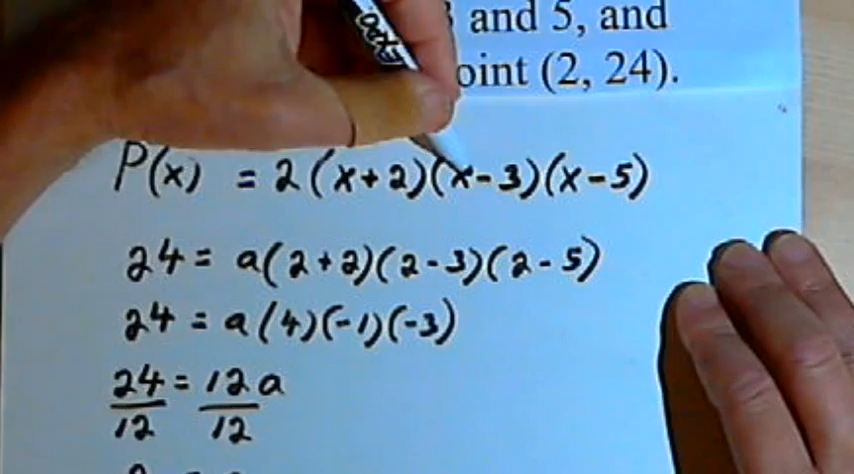 and 5, and
(2, 24).
EXPO
P(x) = 2(x+2)(x-3)(x-5)
24 = a(2+2)(2-3)(2-5)
24 = a(4)(-1)(-3)
24 = 12a
12 12